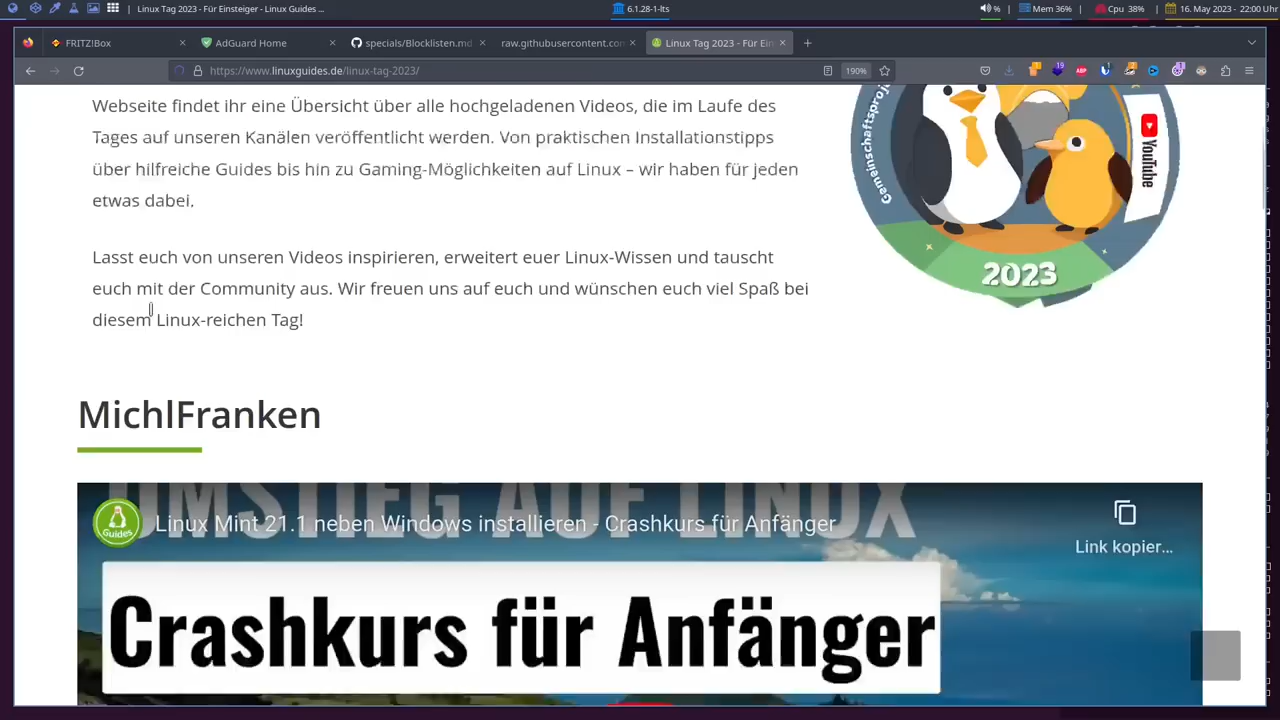 Linux Tag 2023 - Für Einsteiger - Linux Guides ...
6.1.28-1-lts
%
Mem 36%
Cpu 38%
16. May 2023 - 22:00 Uhr
FRITZ!Box
AdGuard Home
specials/Blocklisten.md
raw.githubusercontent.com
Linux Tag 2023 - Für Ein
https://www.linuxguides.de/linux-tag-2023/
190%
19
ABP
Webseite findet ihr eine Übersicht über alle hochgeladenen Videos, die im Laufe des
Tages auf unseren Kanälen veröffentlicht werden. Von praktischen Installationstipps
über hilfreiche Guides bis hin zu Gaming-Möglichkeiten auf Linux – wir haben für jeden
etwas dabei.
Gemeinschaftsproj
YouTube
2023
Lasst euch von unseren Videos inspirieren, erweitert euer Linux-Wissen und tauscht
euch mit der Community aus. Wir freuen uns auf euch und wünschen euch viel Spaß bei
diesem Linux-reichen Tag!
MichlFranken
UMSTIEG AUF LINUX
Guides
Linux Mint 21.1 neben Windows installieren - Crashkurs für Anfänger
Link kopier...
Crashkurs für Anfänger